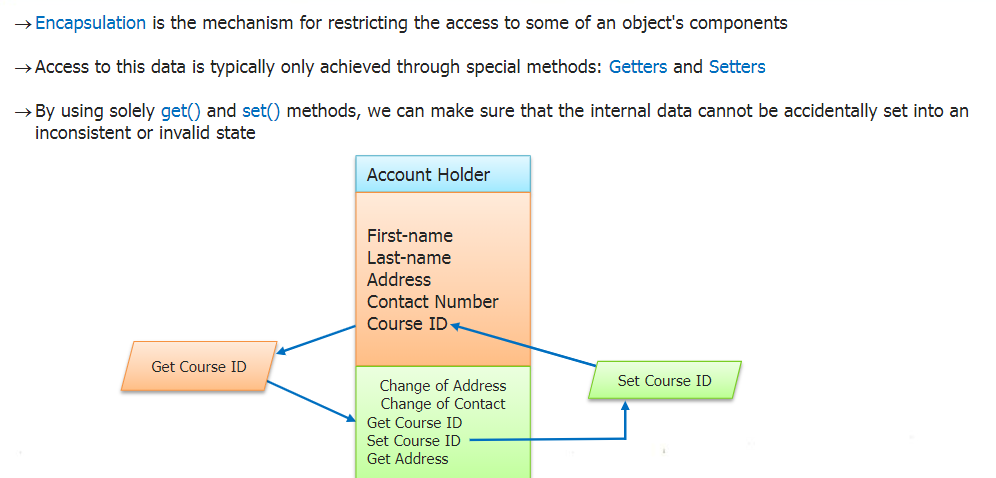 → Encapsulation is the mechanism for restricting the access to some of an object's components
→ Access to this data is typically only achieved through special methods: Getters and Setters
→ By using solely get() and set() methods, we can make sure that the internal data cannot be accidentally set into an
inconsistent or invalid state
Account Holder
First-name
Last-name
Address
Contact Number
Course ID
Get Course ID
Set Course ID
Change of Address
Change of Contact
Get Course ID
Set Course ID
Get Address